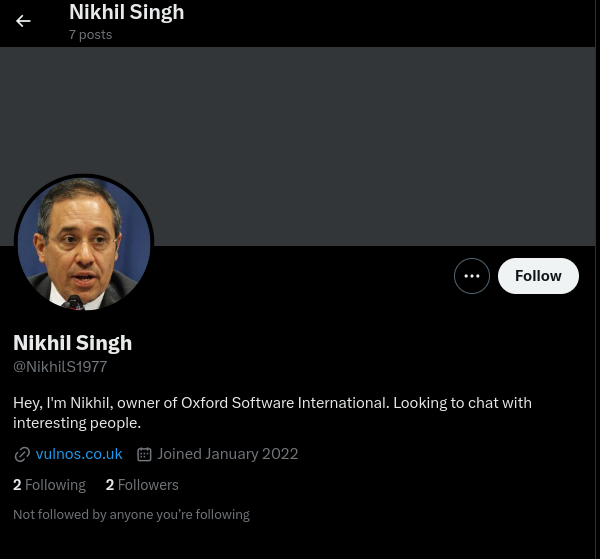 Nikhil Singh
7 posts
Follow
Nikhil Singh
@NikhilS1977
Hey, I'm Nikhil, owner of Oxford Software International. Looking to chat with
interesting people.
vulnos.co.uk Joined January 2022
2 Following 2 Followers
Not followed by anyone you're following